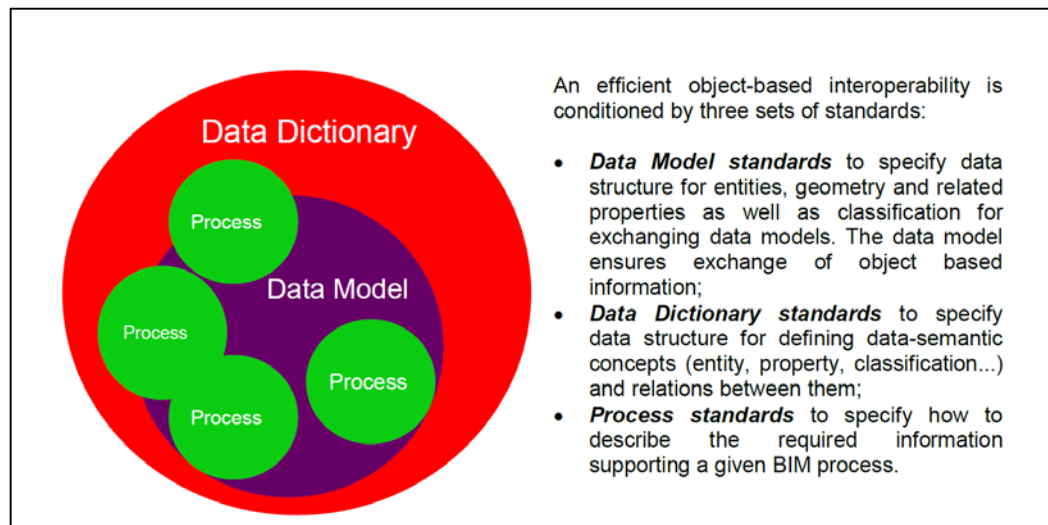 Data Dictionary
Process
Data Model
Process
Process
Process
An efficient object-based interoperability is
conditioned by three sets of standards:
• Data Model standards to specify data
structure for entities, geometry and related
properties as well as classification for
exchanging data models. The data model
ensures exchange of object based
information;
• Data Dictionary standards to specify
data structure for defining data-semantic
concepts (entity, property, classification...)
and relations between them;
• Process standards to specify how to
describe the required information
supporting a given BIM process.